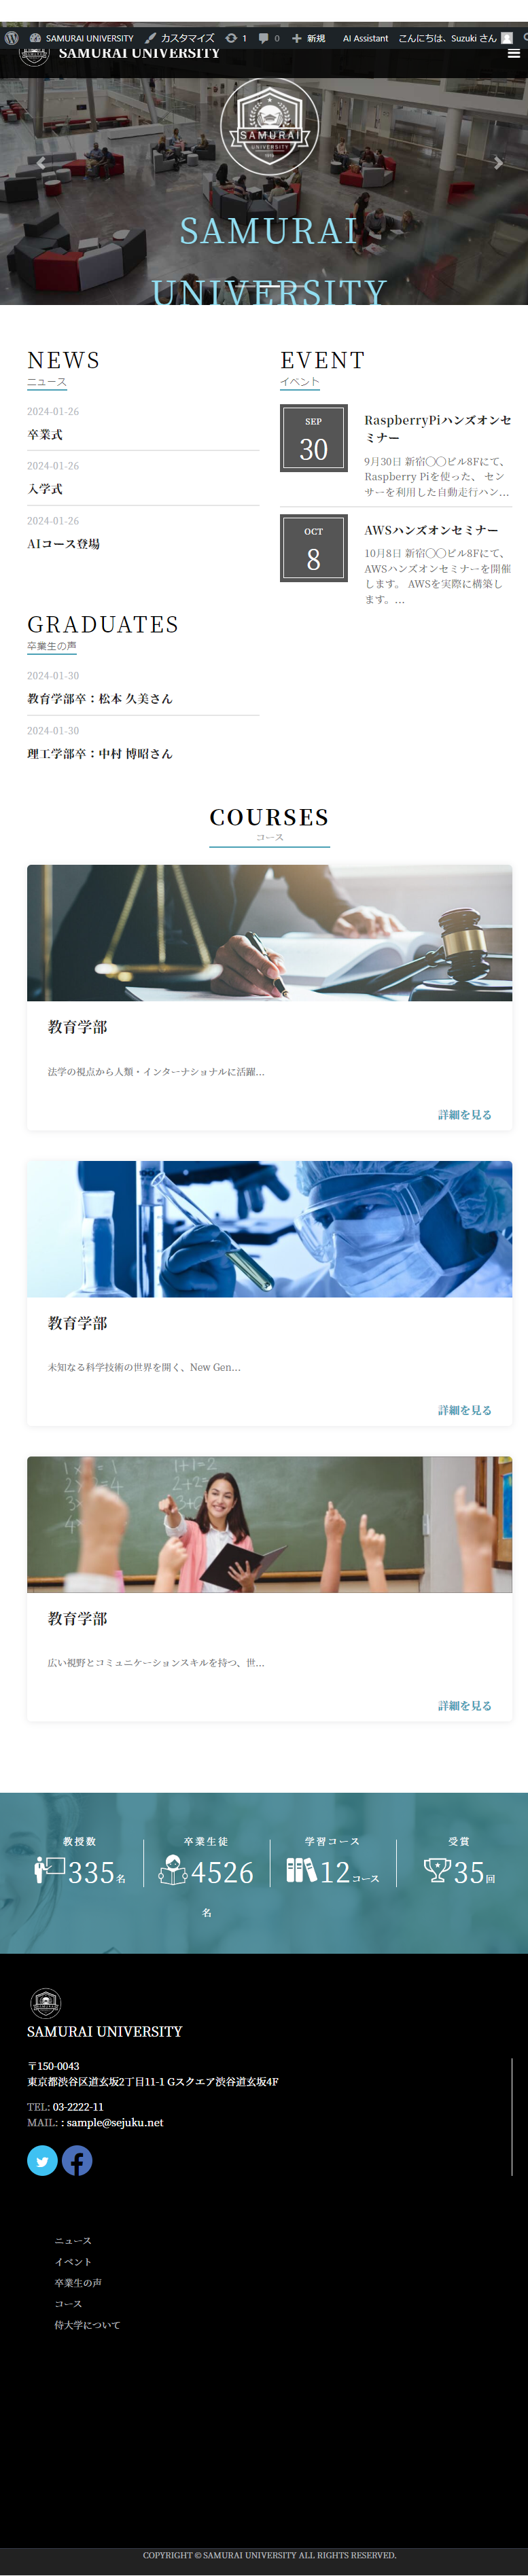 SAMURAI UNIVERSITY カスタマイズ 1 0 新規 AI Assistant こんにちは、Suzuki さん
SAMURAI UNIVERSITY
SAMURAI
UNIVERSITY
SAMURAI
UNIVERSITY
NEWS
ニュース
2024-01-26
卒業式
2024-01-26
入学式
2024-01-26
AIコース登場
EVENT
イベント
SEP
30
RaspberryPiハンズオンセ
ミナー
9月30日 新宿◯◯ビル8Fにて、
Raspberry Piを使った、 セン
サーを利用した自動走行ハン...
OCT
8
AWSハンズオンセミナー
10月8日 新宿◯◯ビル8Fにて、
AWSハンズオンセミナーを開催
します。 AWSを実際に構築し
ます。...
GRADUATES
卒業生の声
2024-01-30
教育学部卒：松本 久美さん
2024-01-30
理工学部卒：中村 博昭さん
COURSES
コース
教育学部
法学の視点から人類・インターナショナルに活躍...
詳細を見る
教育学部
未知なる科学技術の世界を開く、New Gen...
詳細を見る
教育学部
広い視野とコミュニケーションスキルを持つ、世...
詳細を見る
教授数
335名
卒業生徒
4526
名
学習コース
12コース
受賞
35回
SAMURAI UNIVERSITY
〒150-0043
東京都渋谷区道玄坂2丁目11-1 Gスクエア渋谷道玄坂4F
TEL: 03-2222-11
MAIL: : sample@sejuku.net
ニュース
イベント
卒業生の声
コース
侍大学について
COPYRIGHT © SAMURAI UNIVERSITY ALL RIGHTS RESERVED.